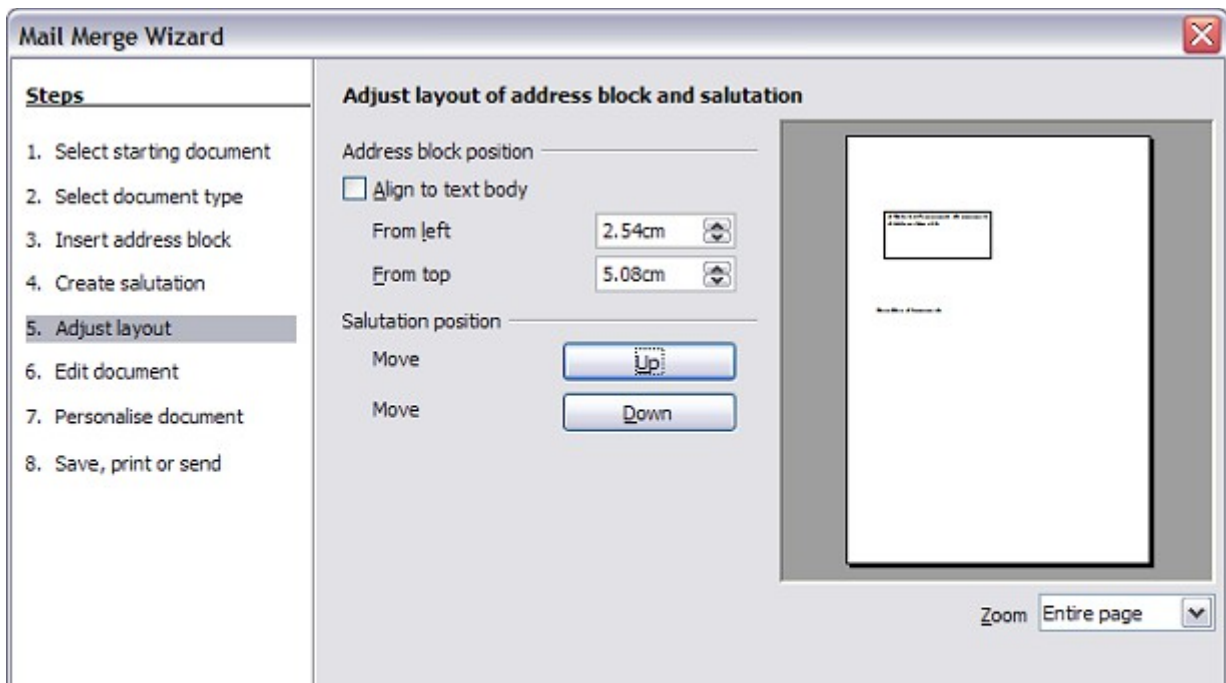 Mail Merge Wizard
Steps
1. Select starting document
2. Select document type
3. Insert address block
4. Create salutation
5. Adjust layout
6. Edit document
7. Personalise document
8. Save, print or send
Adjust layout of address block and salutation
Address block position
Align to text body
From left 2.54cm
From top 5.08cm
Salutation position
Move Up
Move Down
Zoom Entire page